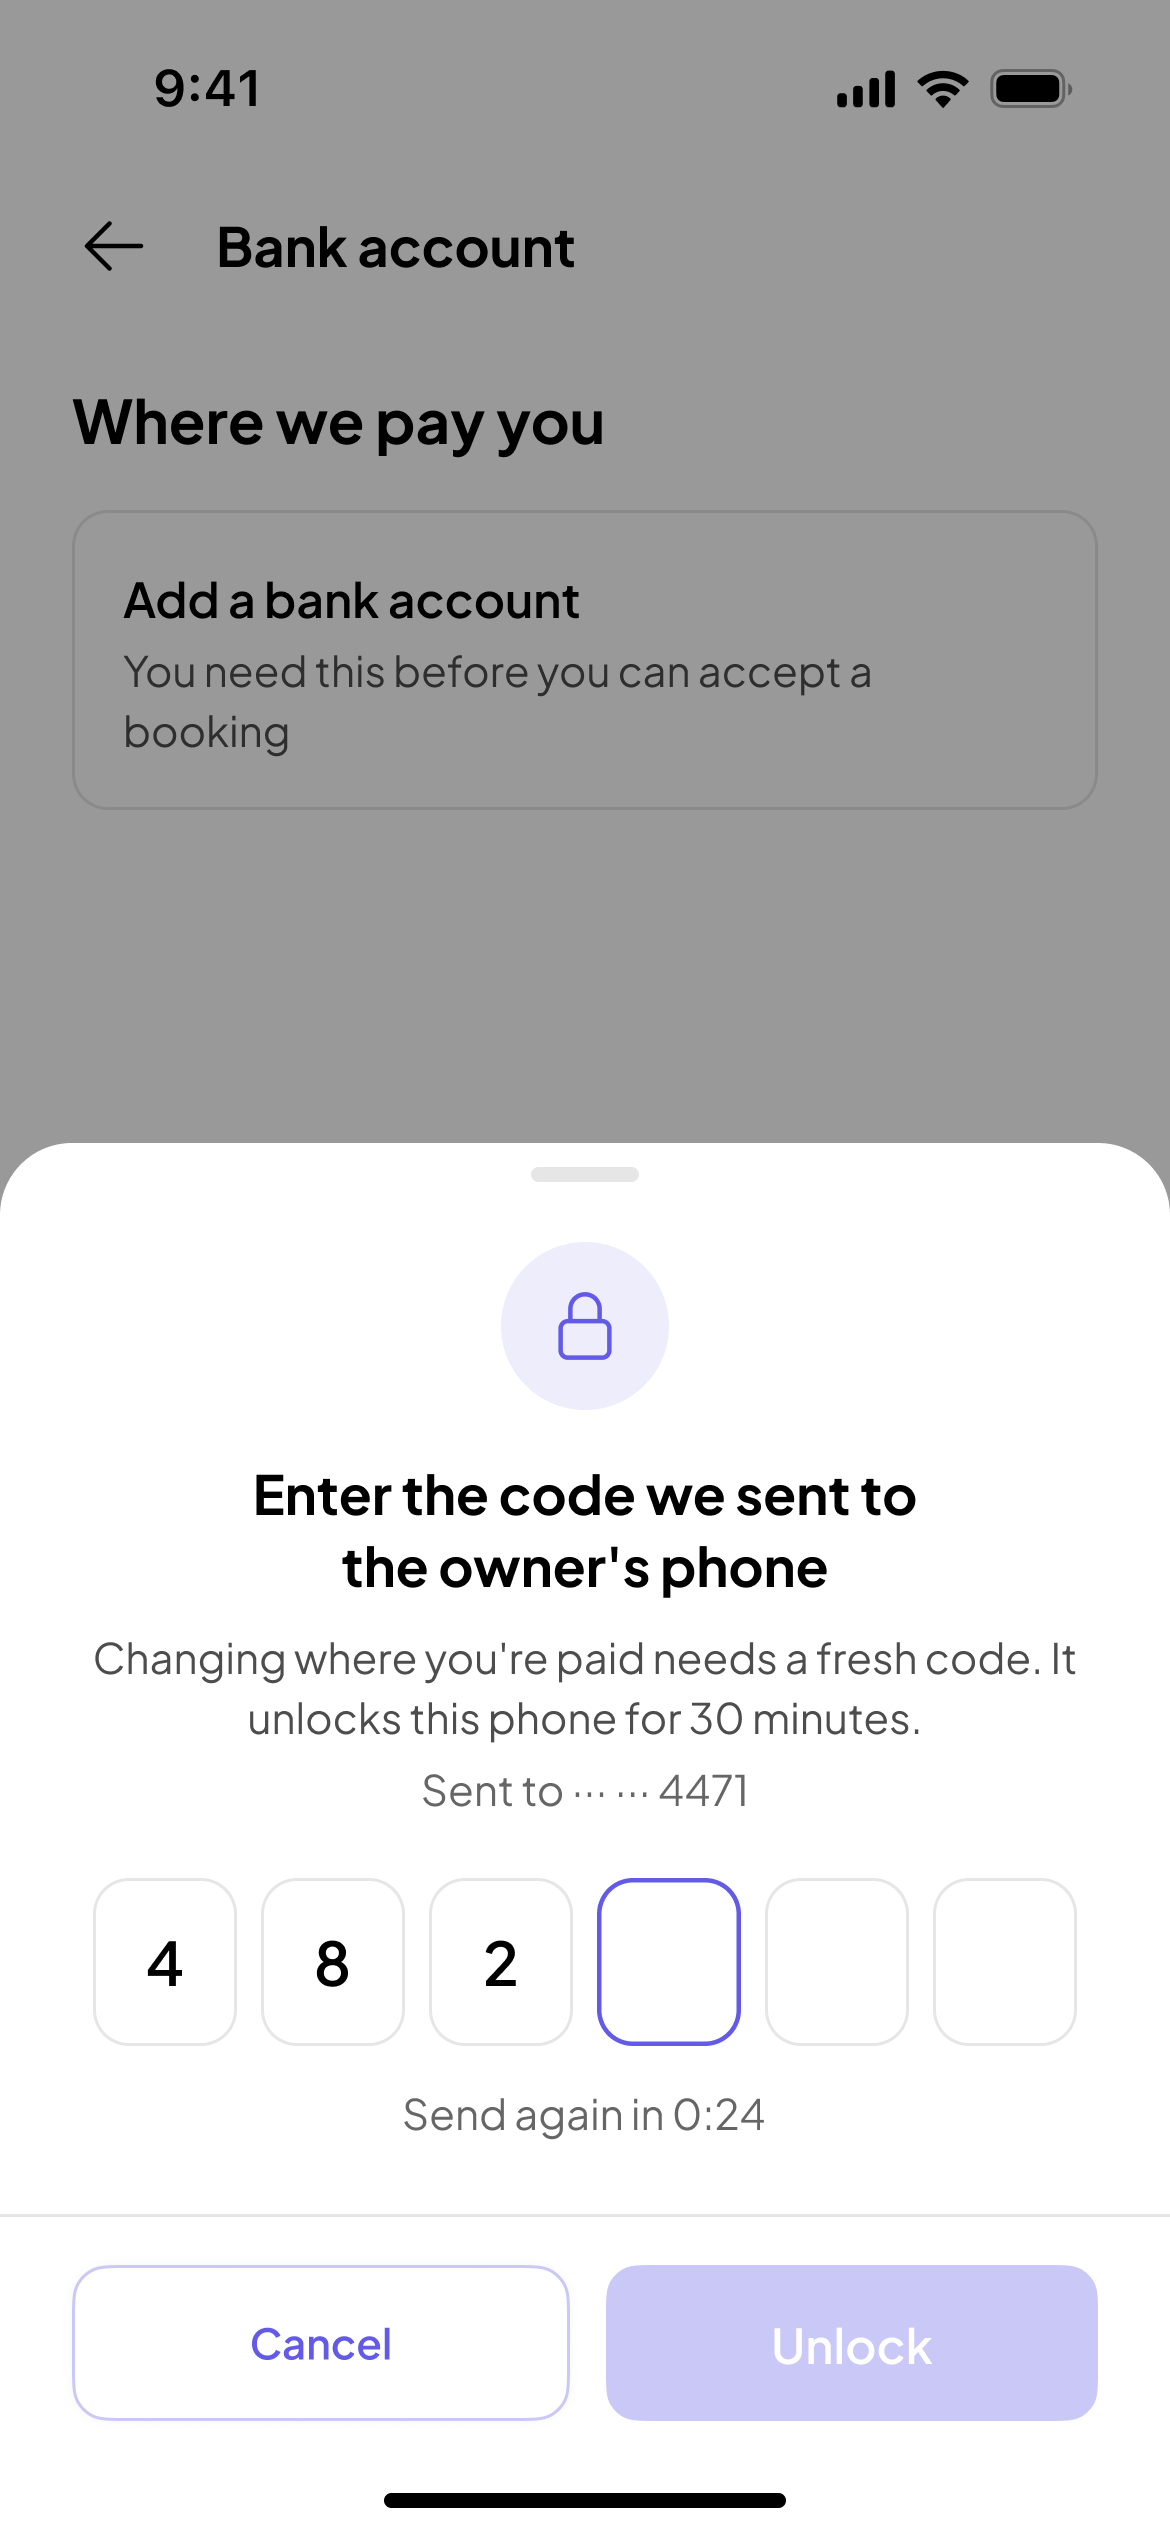 9:41
Bank account
Where we pay you
Add a bank account
You need this before you can accept a
booking
Enter the code we sent to
the owner's phone
Changing where you're paid needs a fresh code. It
unlocks this phone for 30 minutes.
Sent to ··· ··· 4471
4 8 2
Send again in 0:24
Cancel Unlock